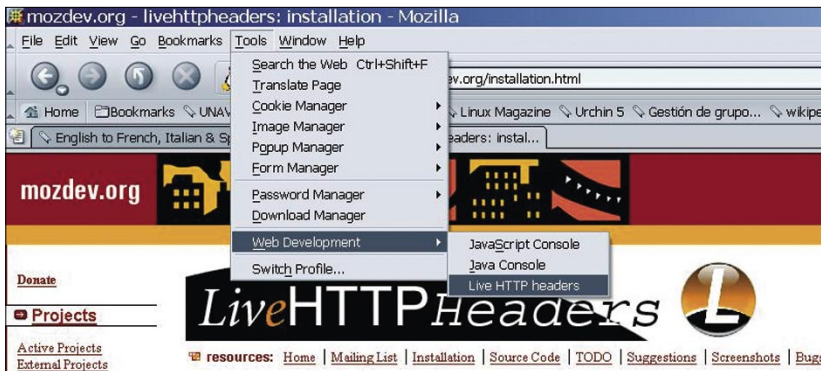 mozdev.org - livehttpheaders: installation - Mozilla
File Edit View Go Bookmarks Tools Window Help
Search the Web Ctrl+Shift+F
Translate Page
Cookie Manager
Image Manager
Popup Manager
Form Manager
Password Manager
Download Manager
Web Development
Switch Profile...
JavaScript Console
Java Console
Live HTTP headers
ev.org/installation.html
Home Bookmarks UNAV Linux Magazine Urchin 5 Gestión de grupo... wikipe
English to French, Italian & Sp eaders: instal...
mozdev.org
Donate
Projects
Active Projects
External Projects
LiveHTTPHeaders L
resources: Home | Mailing List | Installation | Source Code | TODO | Suggestions | Screenshots | Bugs